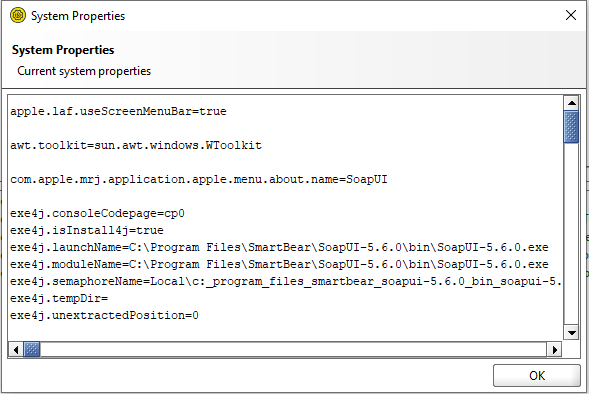 System Properties
System Properties
Current system properties
apple.laf.useScreenMenuBar=true
awt.toolkit=sun.awt.windows.WToolkit
com.apple.mrj.application.apple.menu.about.name=SoapUI
exe4j.consoleCodepage=cp0
exe4j.isInstall4j=true
exe4j.launchName=C:\Program Files\SmartBear\SoapUI-5.6.0\bin\SoapUI-5.6.0.exe
exe4j.moduleName=C:\Program Files\SmartBear\SoapUI-5.6.0\bin\SoapUI-5.6.0.exe
exe4j.semaphoreName=Local\c:_program_files_smartbear_soapui-5.6.0_bin_soapui-5.
exe4j.tempDir=
exe4j.unextractedPosition=0
OK